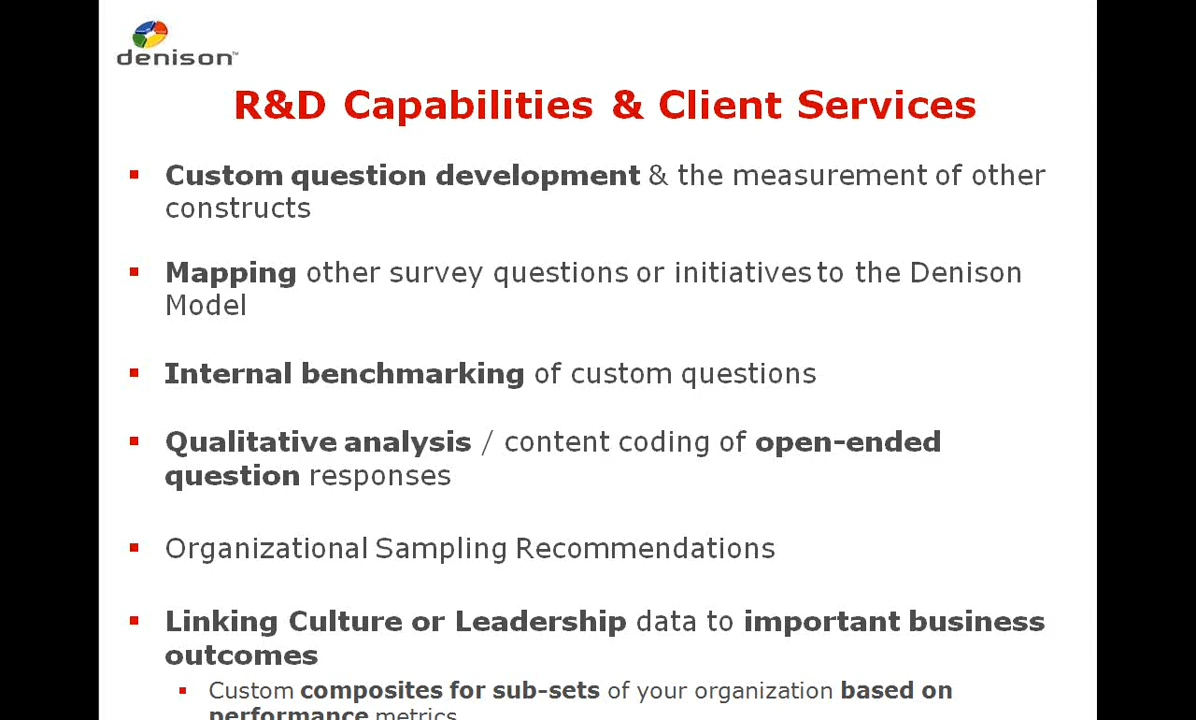 denison™
R&D Capabilities & Client Services
▪ Custom question development & the measurement of other
constructs
▪ Mapping other survey questions or initiatives to the Denison
Model
▪ Internal benchmarking of custom questions
▪ Qualitative analysis / content coding of open-ended
question responses
▪ Organizational Sampling Recommendations
▪ Linking Culture or Leadership data to important business
outcomes
▪ Custom composites for sub-sets of your organization based on
performance metrics